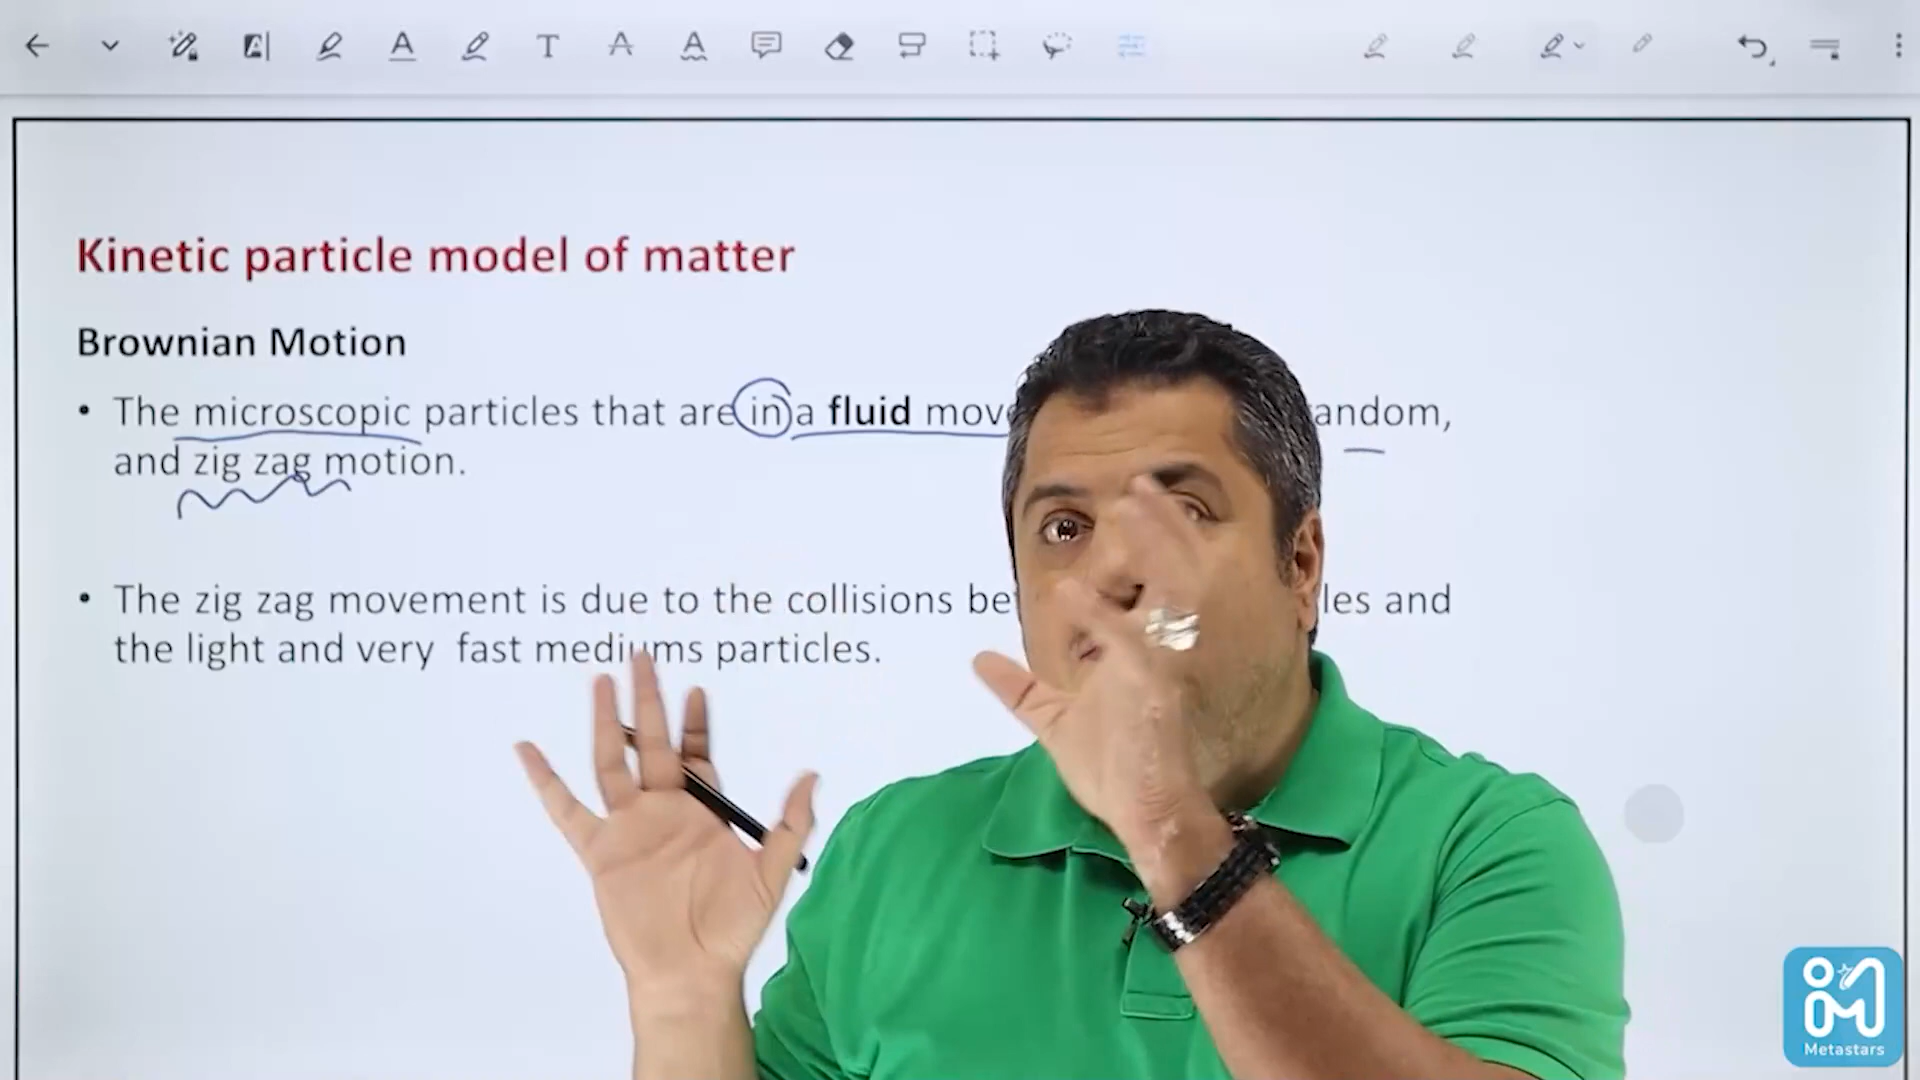 Kinetic particle model of matter
Brownian Motion
• The microscopic particles that are in a fluid move andom,
and zig zag motion.
• The zig zag movement is due to the collisions be les and
the light and very fast mediums particles.
Metastars